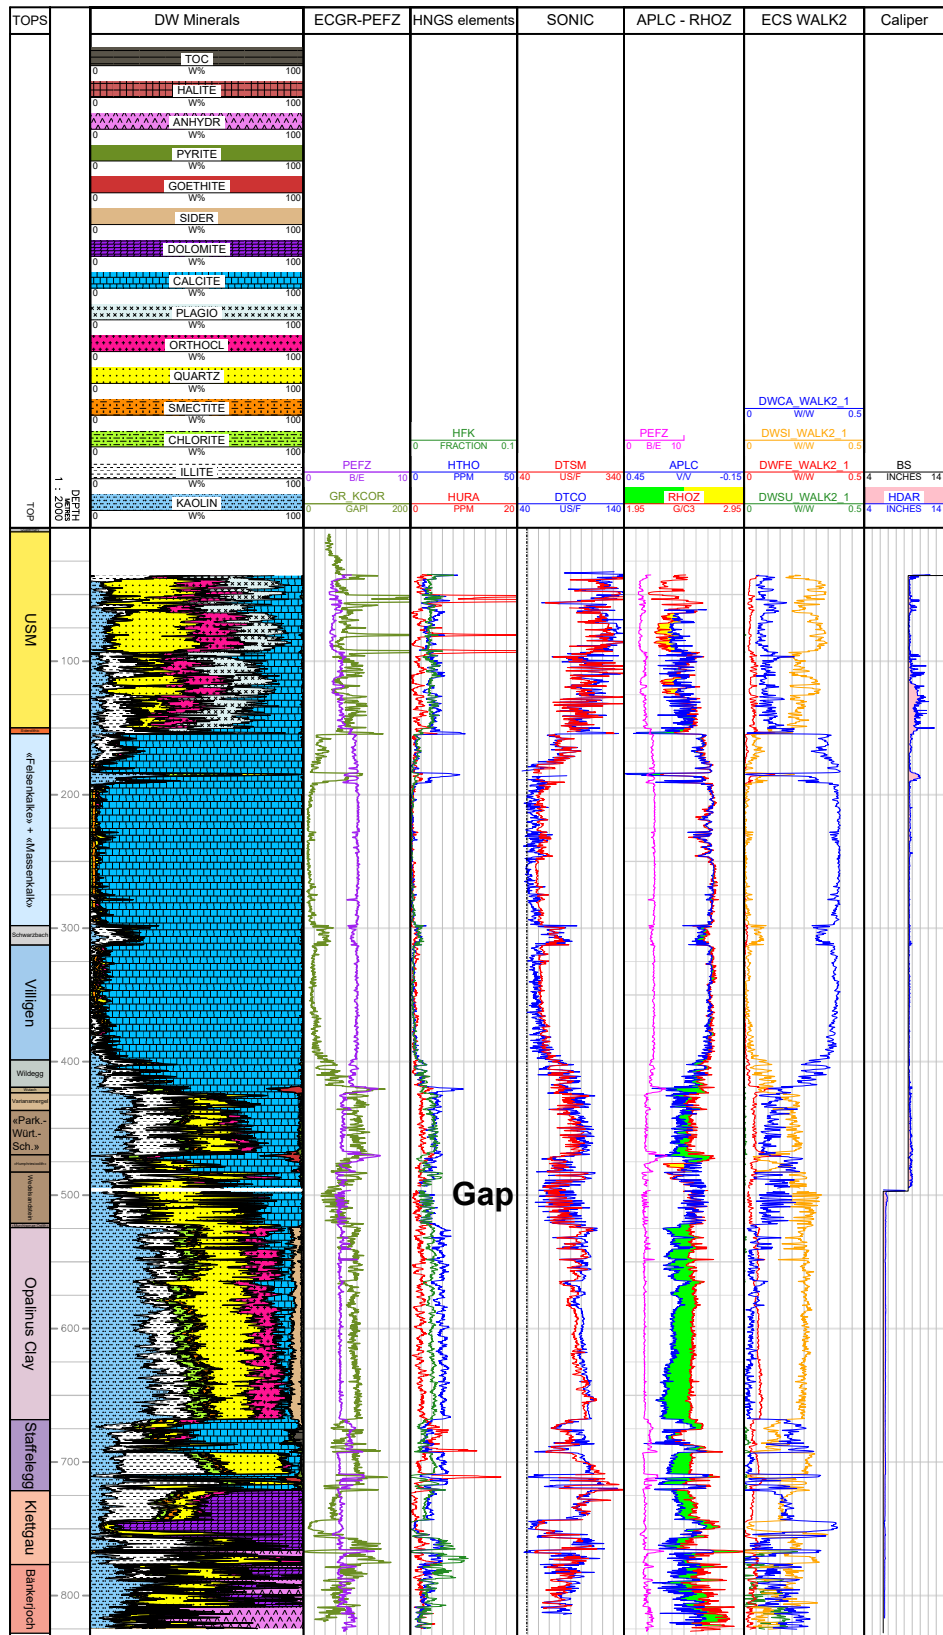 TOPS
DW Minerals
ECGR-PEFZ
HNGS elements
SONIC
APLC - RHOZ
ECS WALK2
Caliper
TOC
0 W% 100
HALITE
0 W% 100
ANHYDR
0 W% 100
PYRITE
0 W% 100
GOETHITE
0 W% 100
SIDER
0 W% 100
DOLOMITE
0 W% 100
CALCITE
0 W% 100
PLAGIO
0 W% 100
ORTHOCL
0 W% 100
QUARTZ
0 W% 100
SMECTITE
0 W% 100
CHLORITE
0 W% 100
ILLITE
0 W% 100
KAOLIN
0 W% 100
TOP
DEPTH
METRES
1 : 2000
PEFZ
0 B/E 10
GR_KCOR
0 GAPI 200
HFK
0 FRACTION 0.1
HTHO
0 PPM 50
HURA
0 PPM 20
DTSM
40 US/F 340
DTCO
40 US/F 140
PEFZ
0 B/E 10
APLC
0.45 V/V -0.15
RHOZ
1.95 G/C3 2.95
DWCA_WALK2_1
0 W/W 0.5
DWSI_WALK2_1
0 W/W 0.5
DWFE_WALK2_1
0 W/W 0.5
DWSU_WALK2_1
0 W/W 0.5
BS
4 INCHES 14
HDAR
4 INCHES 14
USM
«Felsenkalke» + «Massenkalk»
Schwarzbach
Villigen
Wildegg
Variansmergel
«Park.-
Würt.-
Sch.»
Wedelsandstein
Opalinus Clay
Staffelegg
Klettgau
Bänkerjoch
100
200
300
400
500
600
700
800
Gap